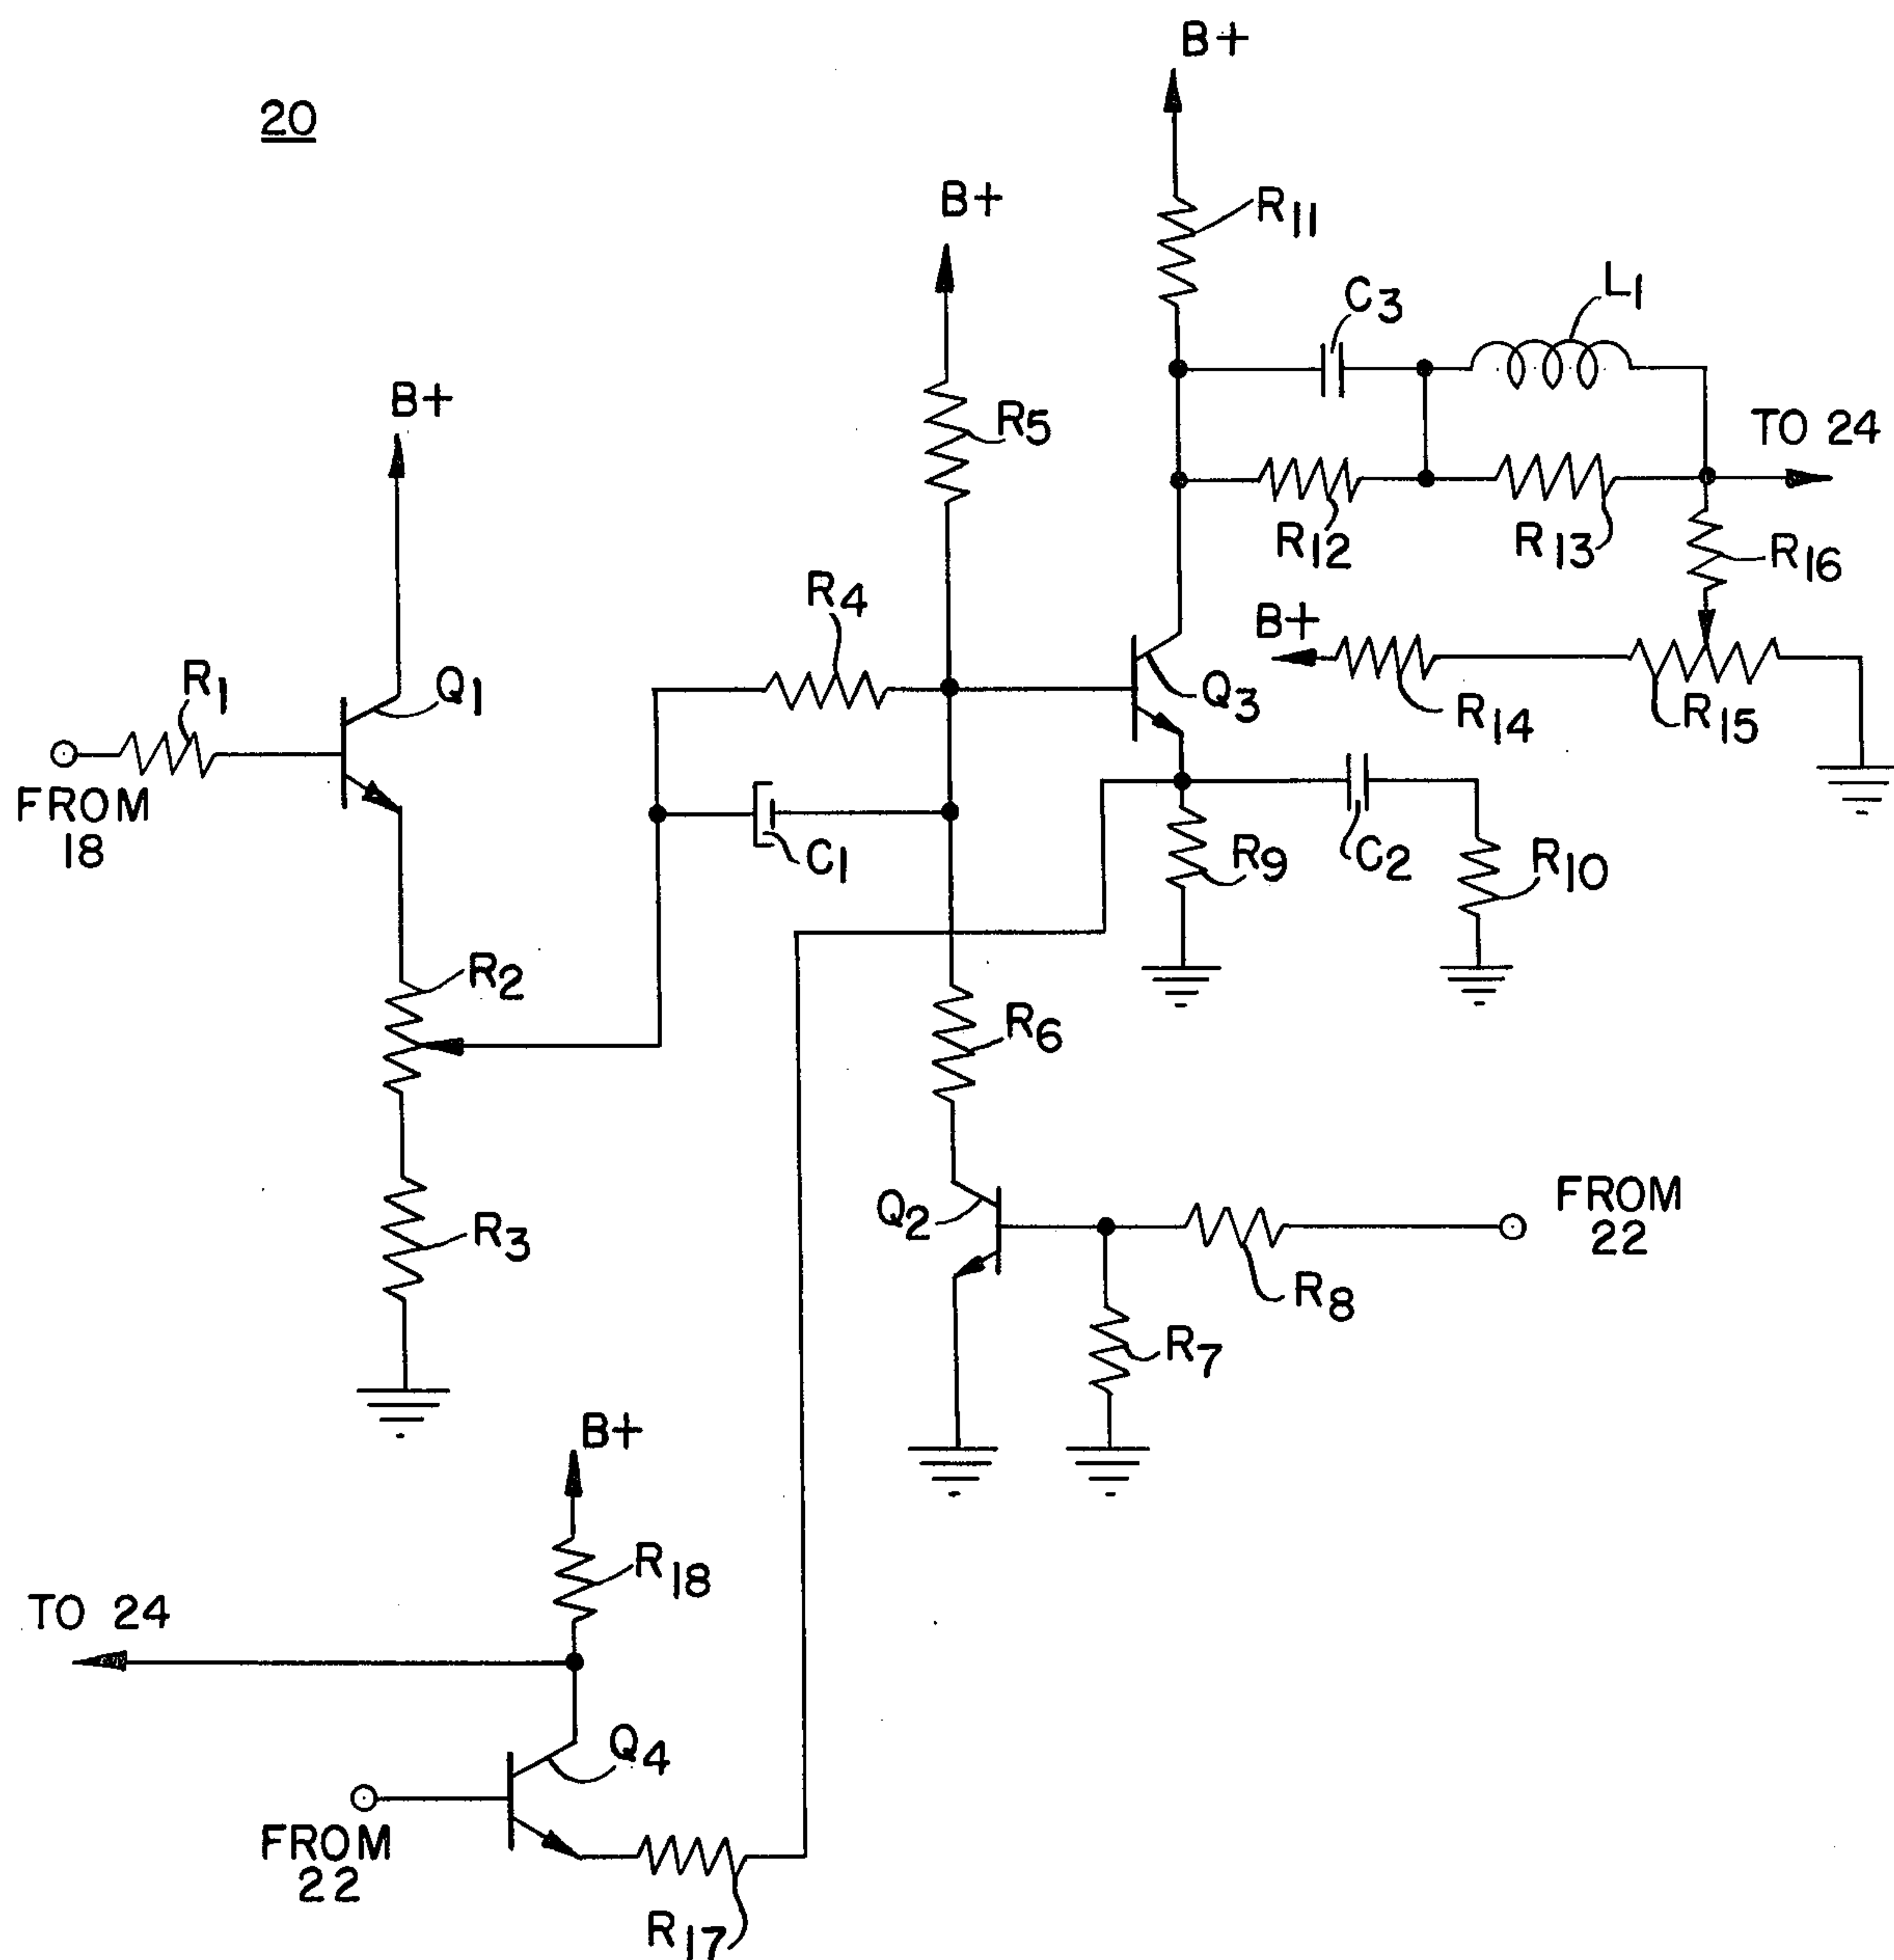 20
B+
B+
B+
R11
C3
L1
R5
TO 24
R12
R13
R16
R4
B+
R1
Q1
Q3
R14
R15
FROM
18
C1
R9
C2
R10
R2
R6
Q2
FROM
22
R3
R8
R7
B+
R18
TO 24
Q4
FROM
22
R17